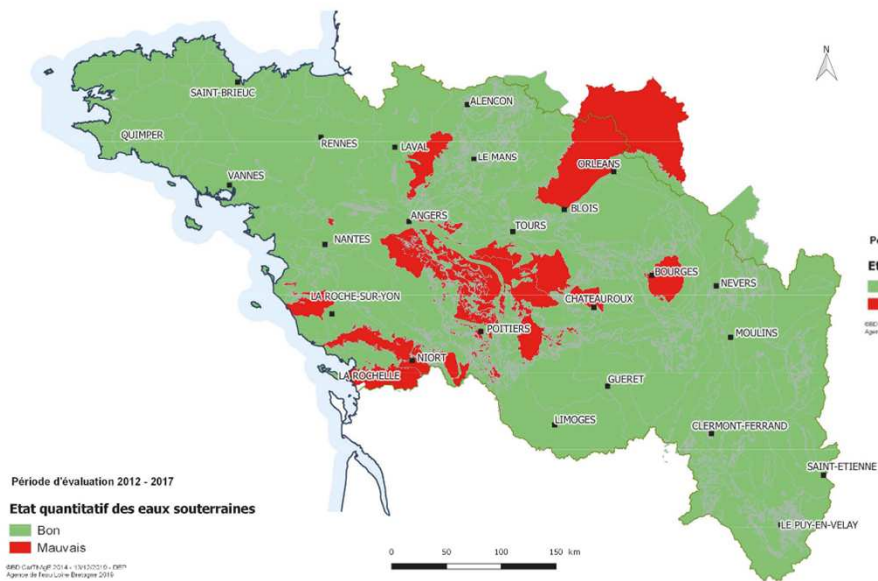 N
SAINT-BRIEUC
ALENCON
QUIMPER
RENNES
LAVAL
LE MANS
ORLEANS
VANNES
BLOIS
ANGERS
TOURS
NANTES
BOURGES
NEVERS
LA ROCHE-SUR-YON
CHATEAUROUX
POITIERS
MOULINS
NIORT
LA ROCHELLE
GUERET
LIMOGES
CLERMONT-FERRAND
SAINT-ETIENNE
LE PUY-EN-VELAY
Période d'évaluation 2012 - 2017
Etat quantitatif des eaux souterraines
Bon
Mauvais
Agence de l'eau Loire Bretagne
0 50 100 150 km
Et